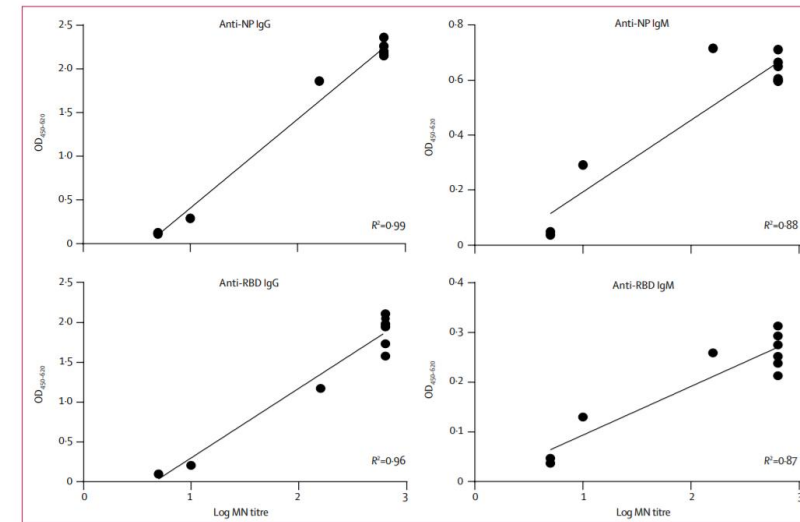 Anti-NP IgG
2·5
2·0
1·5
1·0
0·5
0
OD450-620
R²=0·99
Anti-NP IgM
0·8
0·6
0·4
0·2
0
OD450-620
R²=0·88
Anti-RBD IgG
2·5
2·0
1·5
1·0
0·5
0
OD450-620
R²=0·96
0
1
2
3
Log MN titre
Anti-RBD IgM
0·4
0·3
0·2
0·1
0
OD450-620
R²=0·87
0
1
2
3
Log MN titre